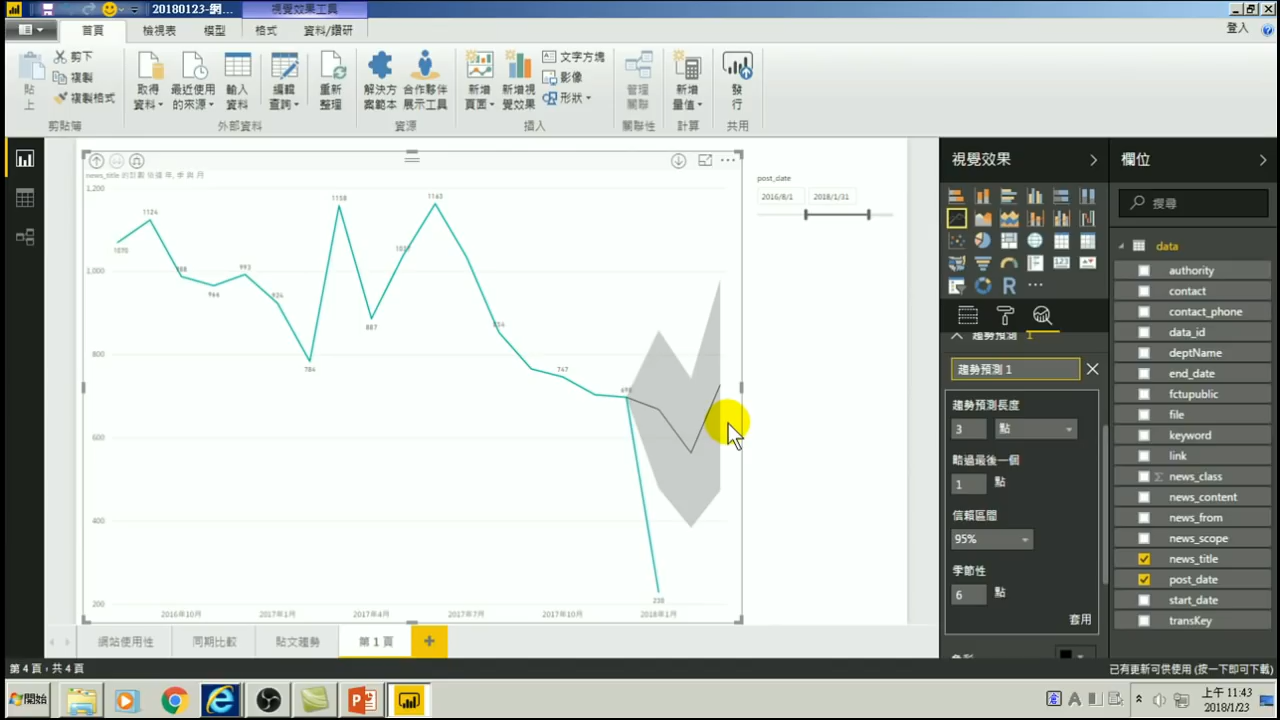 20180123-網...
視覺效果工具
首頁
檢視表
模型
格式
資料/鑽研
登入
貼上
剪下
複製
複製格式
取得資料
最近使用的來源
輸入資料
編輯查詢
重新整理
解決方案範本
合作夥伴展示工具
新增頁面
新增視覺效果
文字方塊
影像
形狀
管理關聯
新增量值
發行
剪貼簿
外部資料
資源
插入
關聯性
計算
共用
1,200
1,000
800
600
400
200
1070
1124
988
966
993
924
784
1158
887
1163
854
747
698
230
2016年10月
2017年1月
2017年4月
2017年7月
2017年10月
2018年1月
post_date
2016/8/1
2018/1/31
視覺效果
R
趨勢預測 1
趨勢預測 1
趨勢預測長度
3 點
略過最後一個
1 點
信賴區間
95%
季節性
6 點
套用
色彩
欄位
搜尋
data
authority
contact
contact_phone
data_id
deptName
end_date
fctupublic
file
keyword
link
Σ news_class
news_content
news_from
news_scope
news_title
post_date
start_date
transKey
網站使用性
同期比較
貼文趨勢
第 1 頁
第 4 頁，共 4 頁
已有更新可供使用 (按一下即可下載)
開始
上午 11:43
2018/1/23